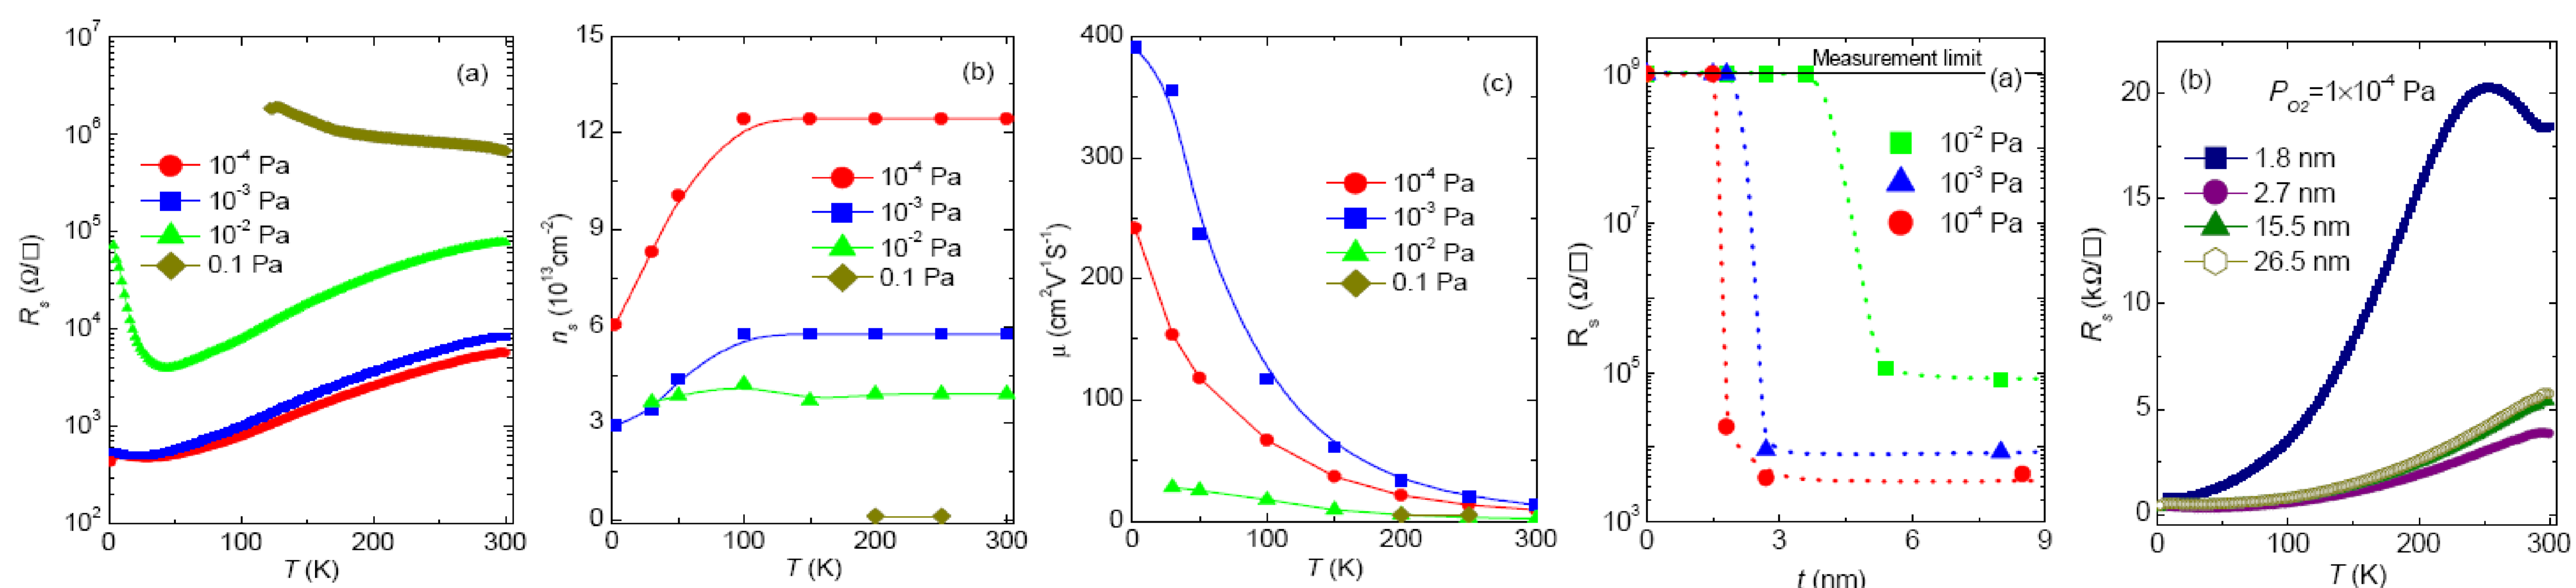 10^7
10^6
10^5
10^4
10^3
10^2
R_s (Ω/□)
(a)
10^-4 Pa
10^-3 Pa
10^-2 Pa
0.1 Pa
0 100 200 300
T (K)
15
12
9
6
3
0
n_s (10^13cm^-2)
(b)
10^-4 Pa
10^-3 Pa
10^-2 Pa
0.1 Pa
0 100 200 300
T (K)
400
300
200
100
0
μ (cm^2V^-1S^-1)
(c)
10^-4 Pa
10^-3 Pa
10^-2 Pa
0.1 Pa
0 100 200 300
T (K)
10^9
10^7
10^5
10^3
R_s (Ω/□)
Measurement limit
(a)
10^-2 Pa
10^-3 Pa
10^-4 Pa
0 3 6 9
t (nm)
20
15
10
5
0
R_s (kΩ/□)
(b)
P_O2=1×10^-4 Pa
1.8 nm
2.7 nm
15.5 nm
26.5 nm
0 100 200 300
T (K)